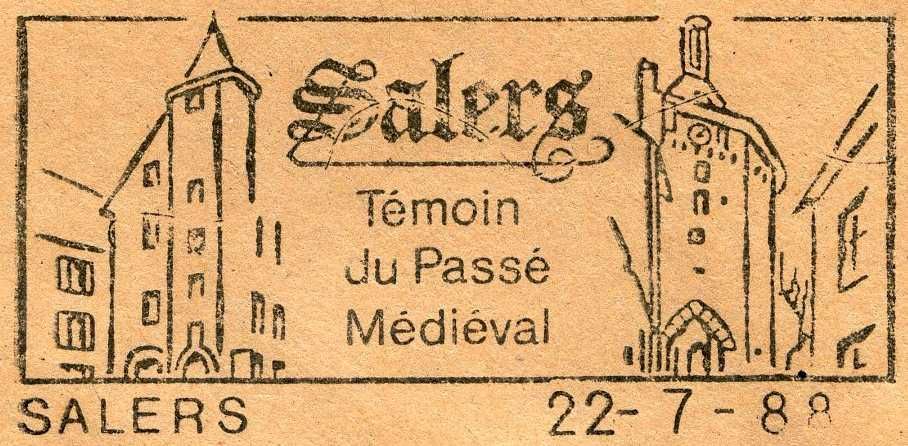 Salers
Témoin
du Passé
Médiéval
SALERS 22-7-88